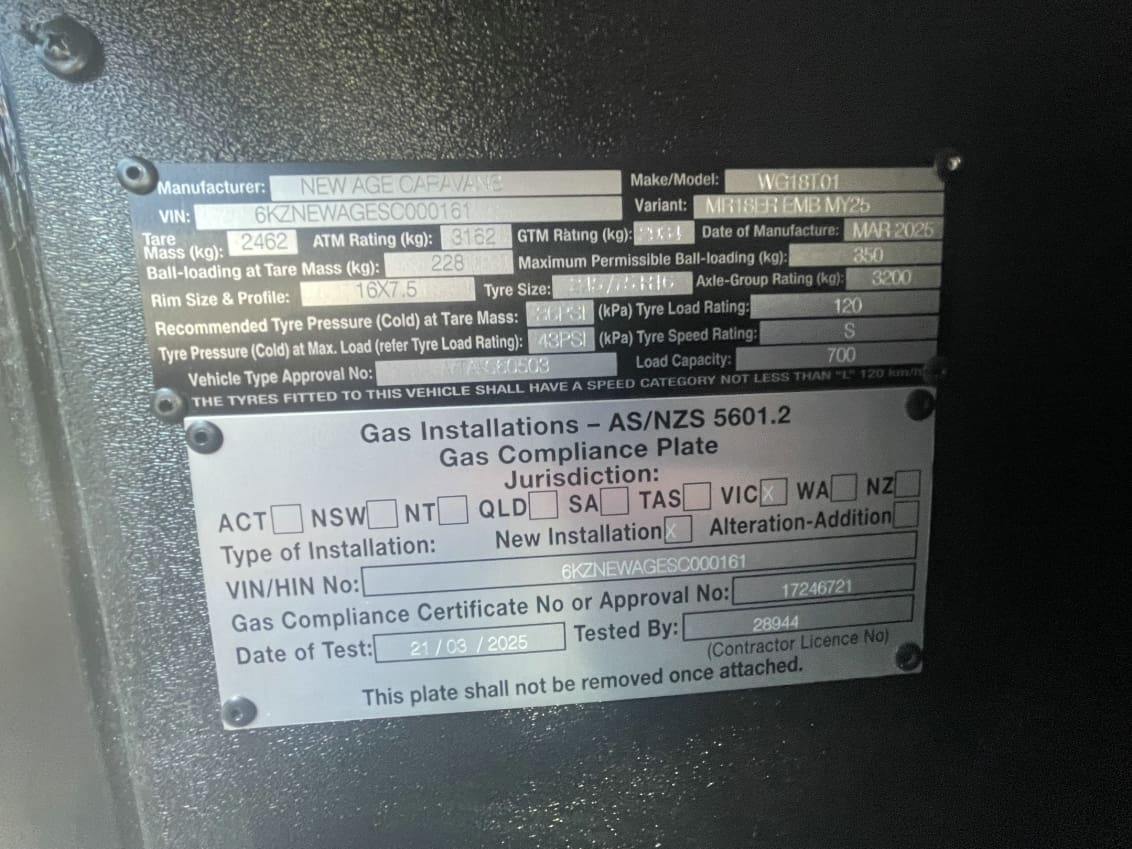 Manufacturer: NEW AGE CARAVANS Make/Model: WG18T01
VIN: 6KZNEWAGESC000161 Variant: MR18ER EMB MY25
Tare Mass (kg): 2462 ATM Rating (kg): 3162 GTM Rating (kg): Date of Manufacture: MAR 2025
Ball-loading at Tare Mass (kg): 228 Maximum Permissible Ball-loading (kg): 350
Rim Size & Profile: 16X7.5 Tyre Size: Axle-Group Rating (kg): 3200
Recommended Tyre Pressure (Cold) at Tare Mass: (kPa) Tyre Load Rating: 120
Tyre Pressure (Cold) at Max. Load (refer Tyre Load Rating): 43PSI (kPa) Tyre Speed Rating: S
Vehicle Type Approval No: Load Capacity: 700
THE TYRES FITTED TO THIS VEHICLE SHALL HAVE A SPEED CATEGORY NOT LESS THAN "L" 120 km/h
Gas Installations – AS/NZS 5601.2
Gas Compliance Plate
Jurisdiction:
ACT NSW NT QLD SA TAS VIC X WA NZ
Type of Installation: New Installation X Alteration-Addition
VIN/HIN No: 6KZNEWAGESC000161
Gas Compliance Certificate No or Approval No: 17246721
Date of Test: 21 / 03 / 2025 Tested By: 28944
(Contractor Licence No)
This plate shall not be removed once attached.